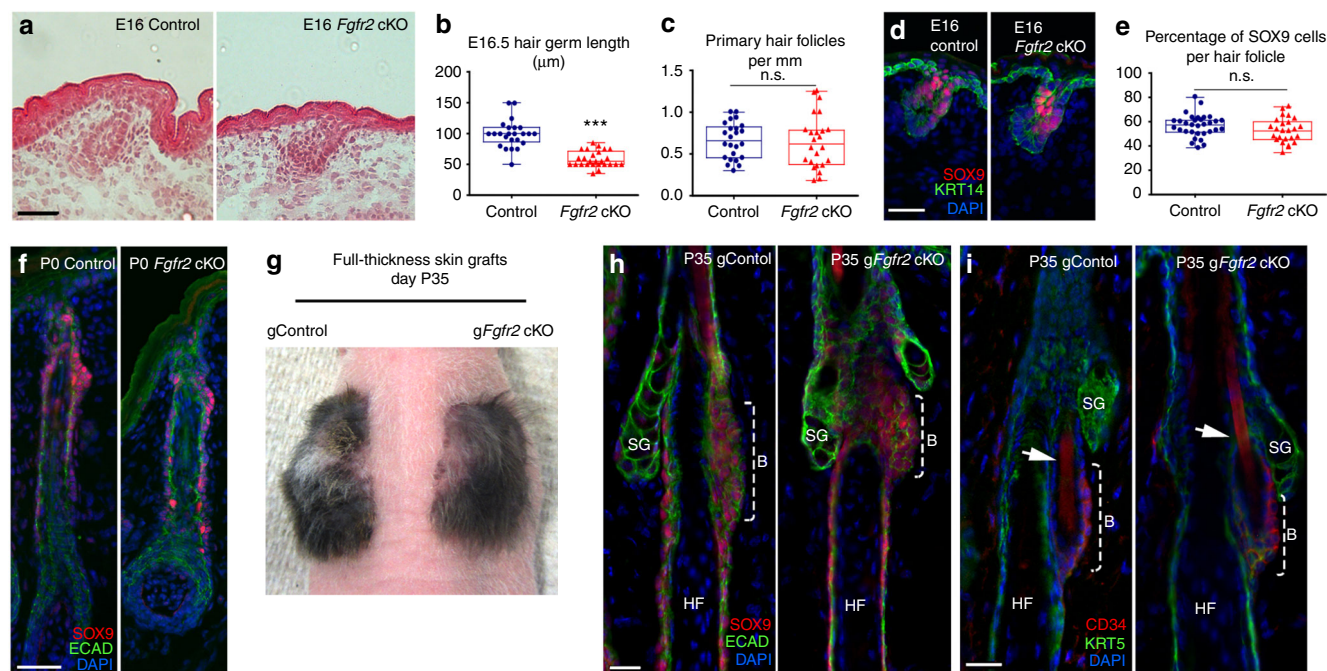 a
E16 Control
E16 Fgfr2 cKO
b
E16.5 hair germ length
(μm)
200
150
100
50
0
***
Control
Fgfr2 cKO
c
Primary hair folicles
per mm
n.s.
1.5
1.0
0.5
0.0
Control
Fgfr2 cKO
d
E16
control
E16
Fgfr2 cKO
SOX9
KRT14
DAPI
e
Percentage of SOX9 cells
per hair folicle
n.s.
100
80
60
40
20
0
Control
Fgfr2 cKO
f
P0 Control
P0 Fgfr2 cKO
SOX9
ECAD
DAPI
g
Full-thickness skin grafts
day P35
gControl
gFgfr2 cKO
h
P35 gControl
P35 gFgfr2 cKO
SG
B
SG
B
HF
HF
SOX9
ECAD
DAPI
i
P35 gContol
P35 gFgfr2 cKO
SG
SG
B
B
HF
HF
CD34
KRT5
DAPI